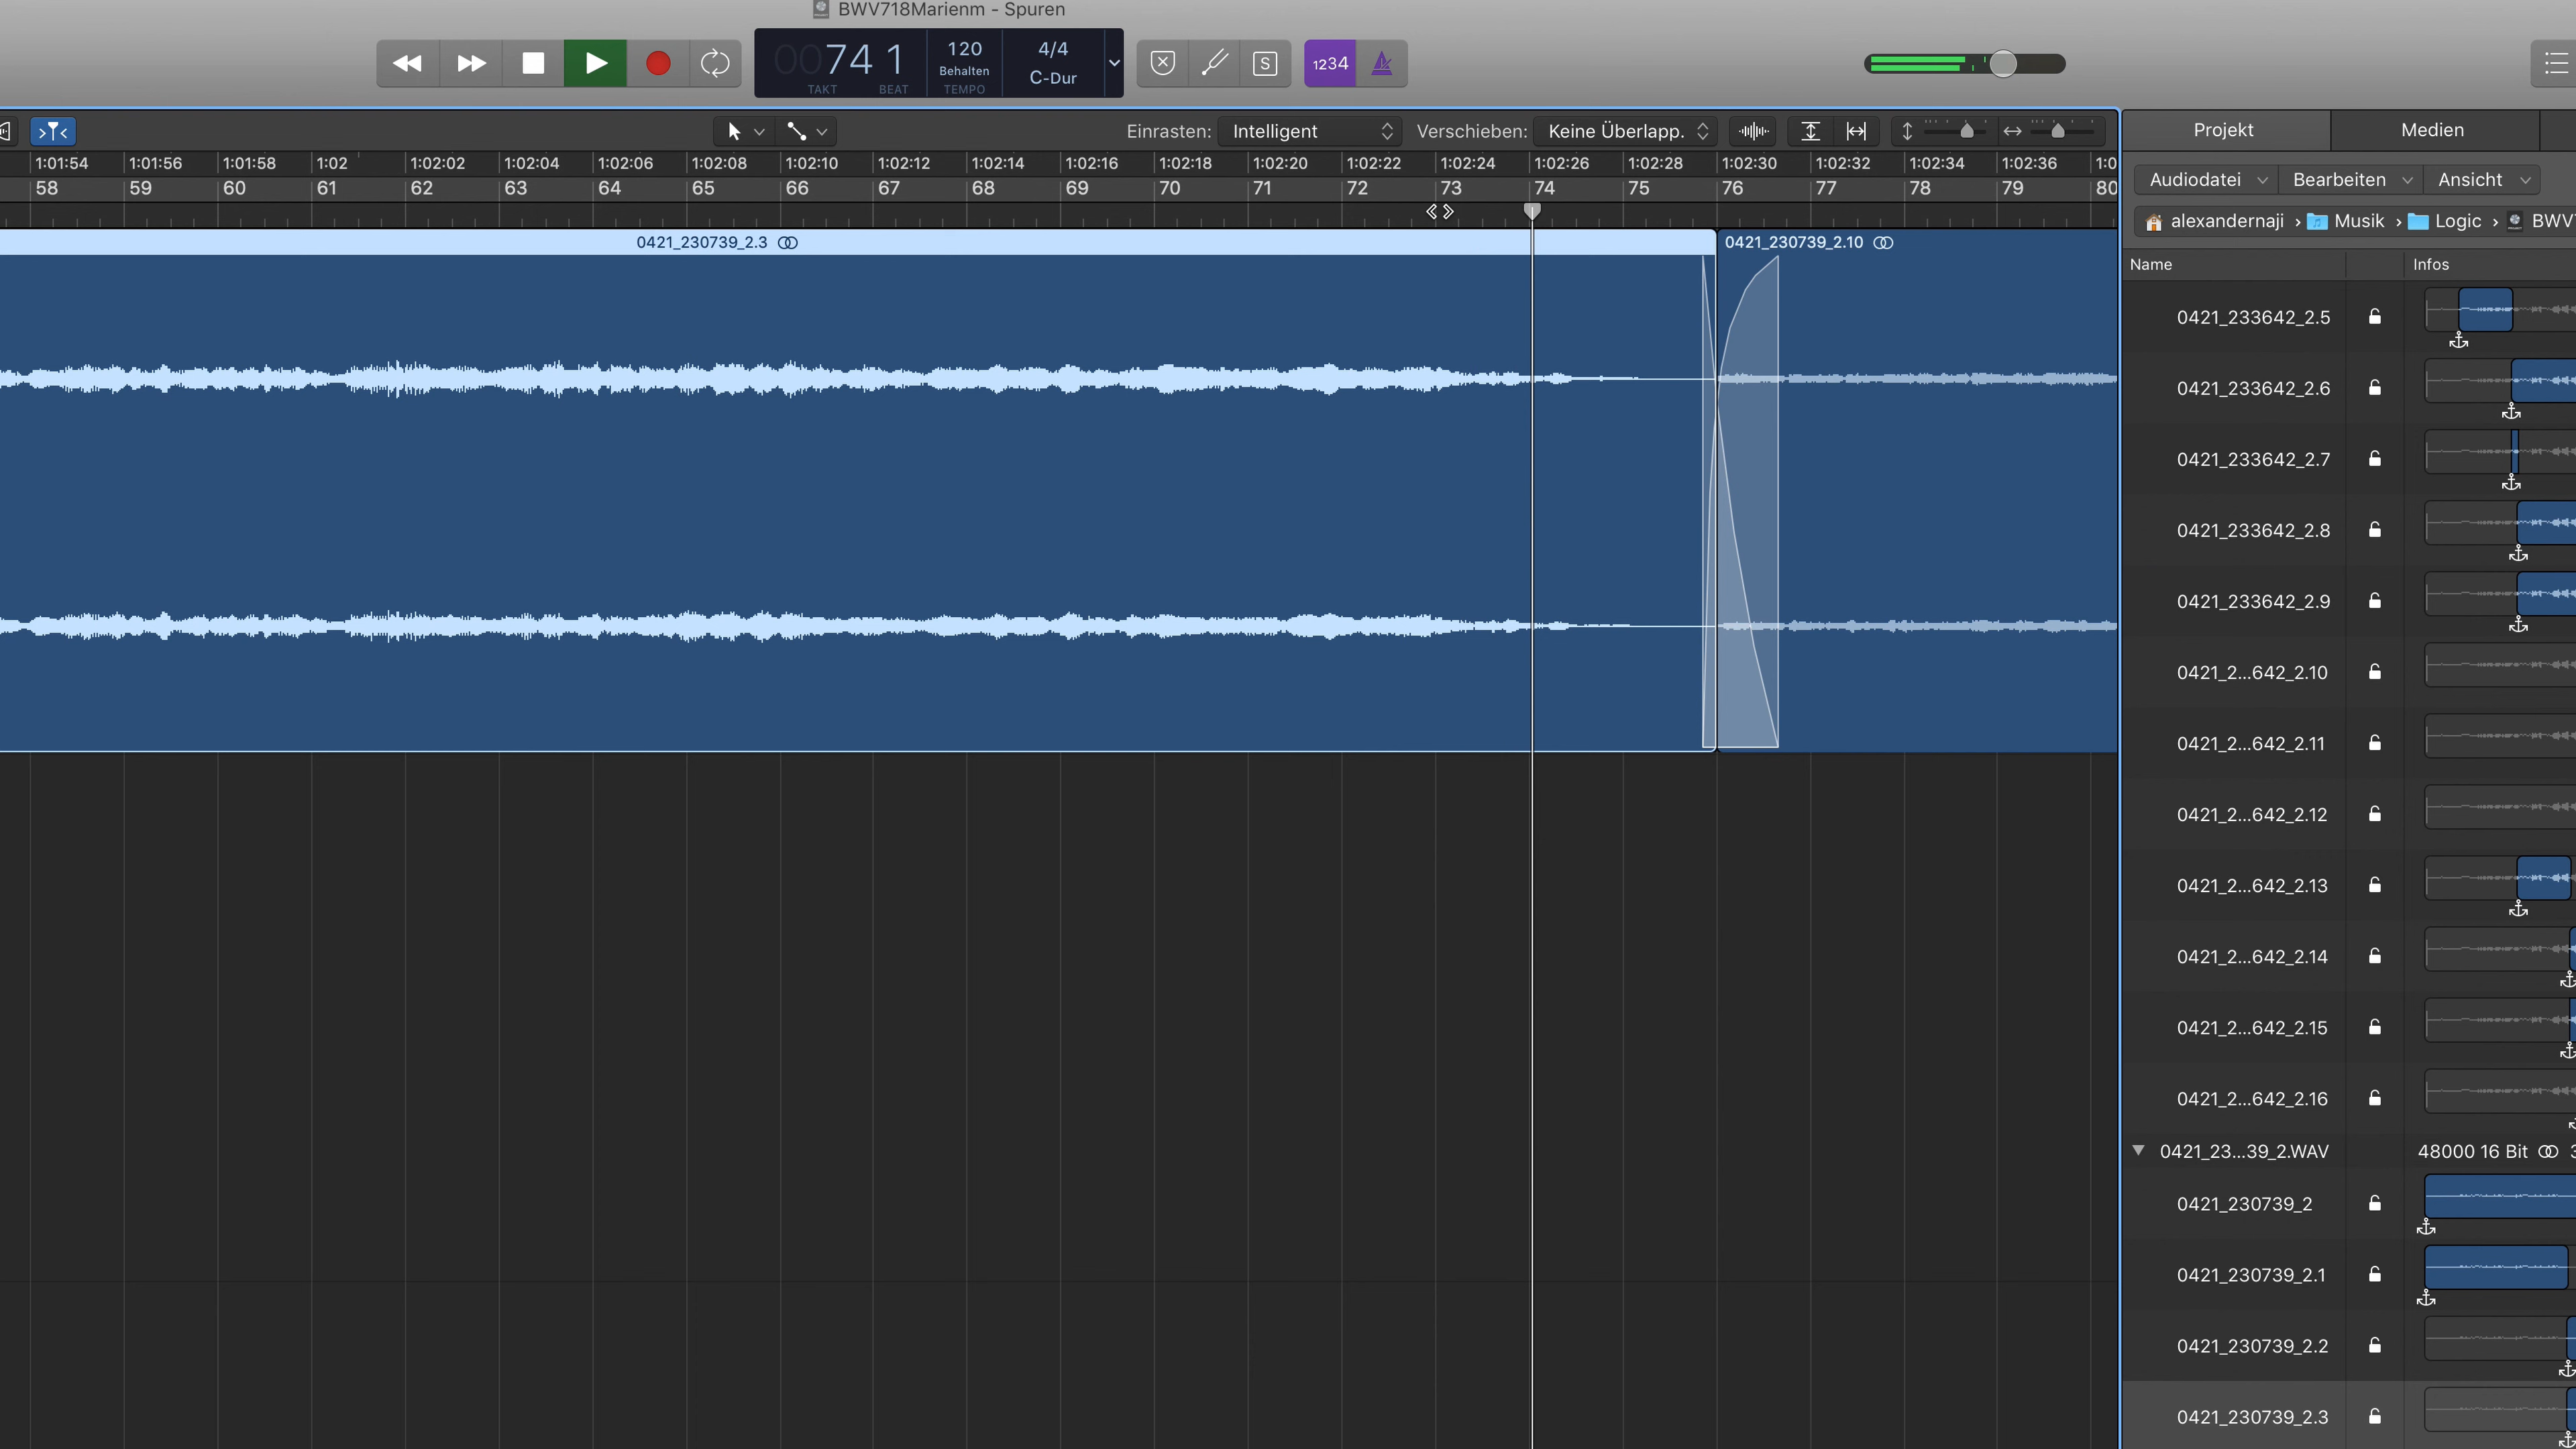 BWV718Marienm - Spuren
00741
120
4/4
Behalten
C-Dur
TAKT
BEAT
TEMPO
S
1234
Einrasten: Intelligent
Verschieben: Keine Überlapp.
Projekt
Medien
1:01:54 1:01:56 1:01:58 1:02 1:02:02 1:02:04 1:02:06 1:02:08 1:02:10 1:02:12 1:02:14 1:02:16 1:02:18 1:02:20 1:02:22 1:02:24 1:02:26 1:02:28 1:02:30 1:02:32 1:02:34 1:02:36 1:0
58 59 60 61 62 63 64 65 66 67 68 69 70 71 72 73 74 75 76 77 78 79 80
Audiodatei Bearbeiten Ansicht
alexandernaji › Musik › Logic › BWV
0421_230739_2.3
0421_230739_2.10
Name Infos
0421_233642_2.5
0421_233642_2.6
0421_233642_2.7
0421_233642_2.8
0421_233642_2.9
0421_2...642_2.10
0421_2...642_2.11
0421_2...642_2.12
0421_2...642_2.13
0421_2...642_2.14
0421_2...642_2.15
0421_2...642_2.16
0421_23...39_2.WAV 48000 16 Bit
0421_230739_2
0421_230739_2.1
0421_230739_2.2
0421_230739_2.3